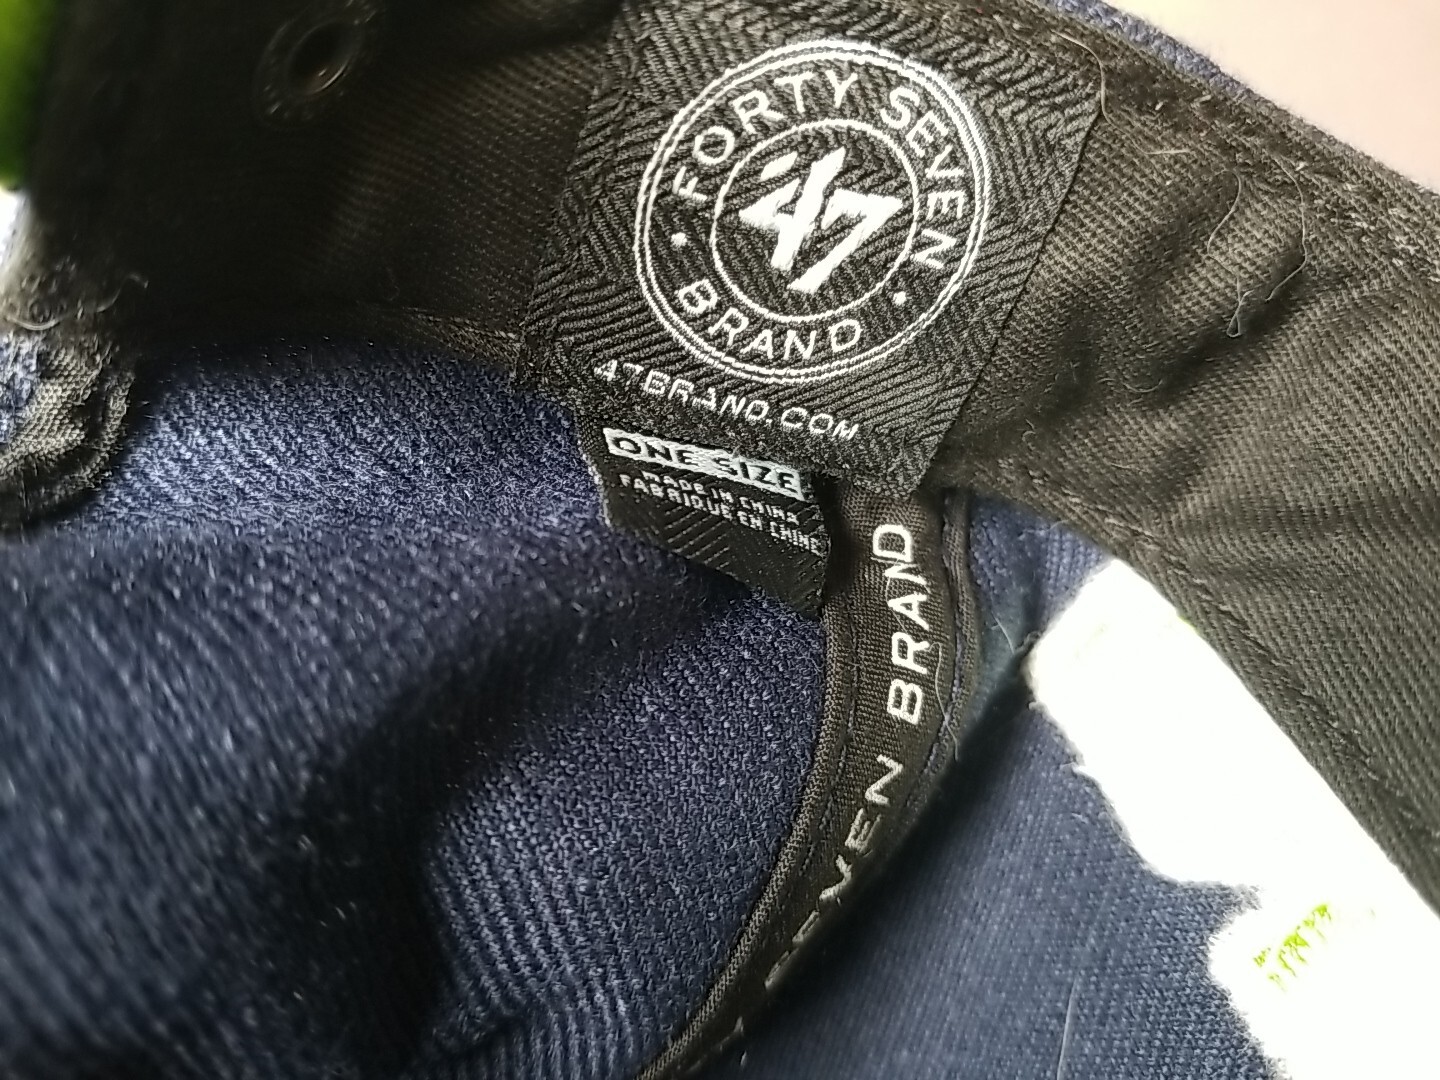 FORTY SEVEN
47
BRAND
47BRAND.COM
ONE SIZE
MADE IN CHINA
FABRIQUÉ EN CHINE
SEVEN BRAND